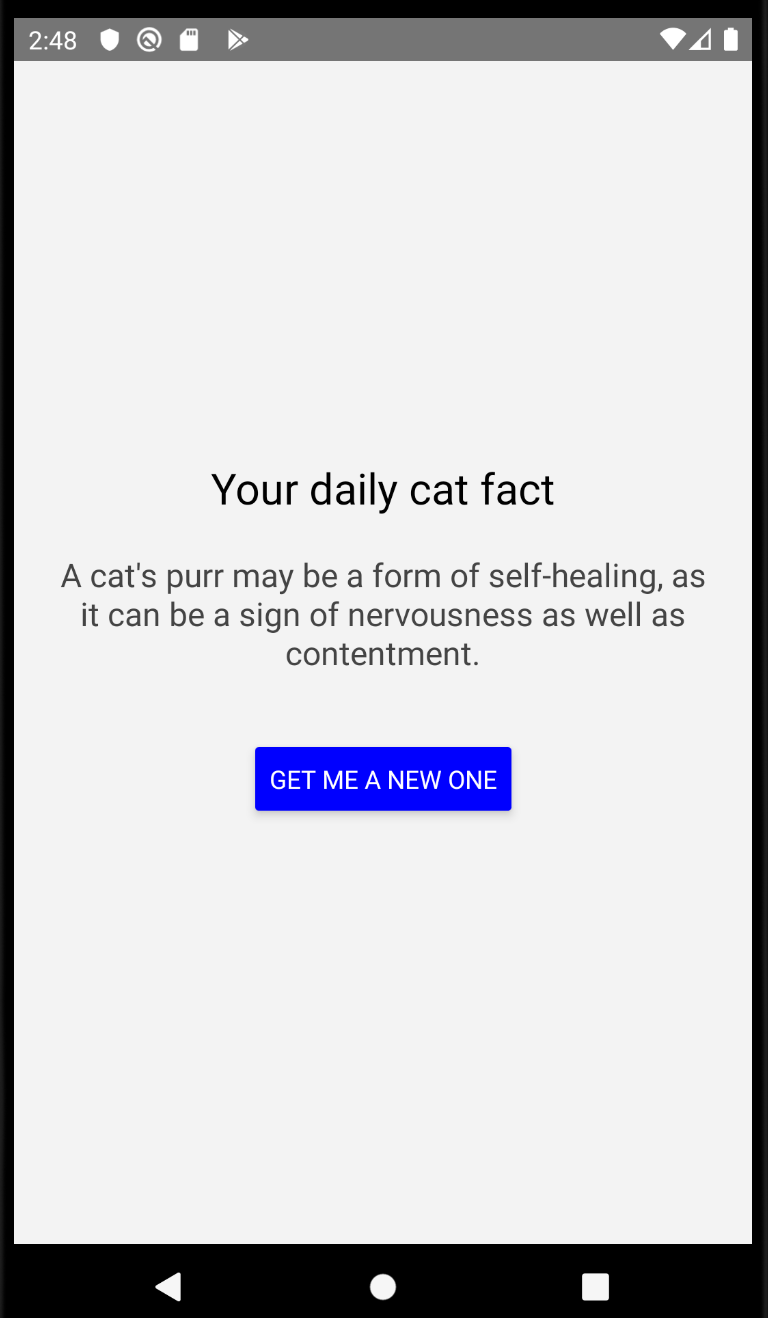 2:48
Your daily cat fact
A cat's purr may be a form of self-healing, as
it can be a sign of nervousness as well as
contentment.
GET ME A NEW ONE